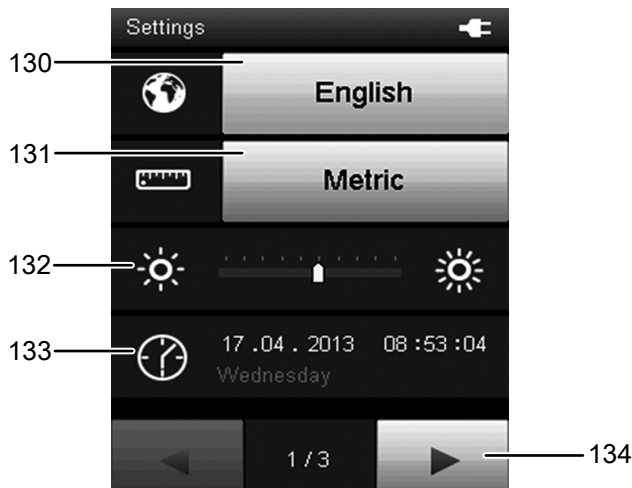 Settings
130
English
131
Metric
132
133
17 .04 . 2013 08 :53 :04
Wednesday
1 / 3
134